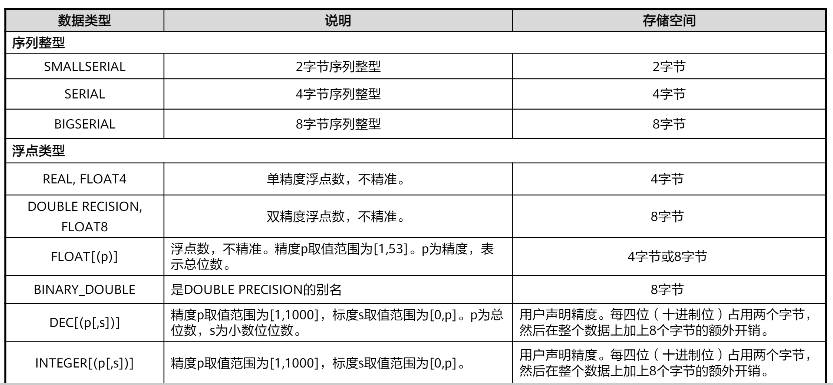 数据类型 说明 存储空间
序列整型
SMALLSERIAL 2字节序列整型 2字节
SERIAL 4字节序列整型 4字节
BIGSERIAL 8字节序列整型 8字节
浮点类型
REAL, FLOAT4 单精度浮点数，不精准。 4字节
DOUBLE RECISION,
FLOAT8
双精度浮点数，不精准。 8字节
FLOAT[(p)]
浮点数，不精准。精度p取值范围为[1,53]。p为精度，表
示总位数。
4字节或8字节
BINARY_DOUBLE 是DOUBLE PRECISION的别名 8字节
DEC[(p[,s])]
精度p取值范围为[1,1000]，标度s取值范围为[0,p]。p为总
位数，s为小数位位数。
用户声明精度。每四位（十进制位）占用两个字节，
然后在整个数据上加上8个字节的额外开销。
INTEGER[(p[,s])] 精度p取值范围为[1,1000]，标度s取值范围为[0,p]。
用户声明精度。每四位（十进制位）占用两个字节，
然后在整个数据上加上8个字节的额外开销。